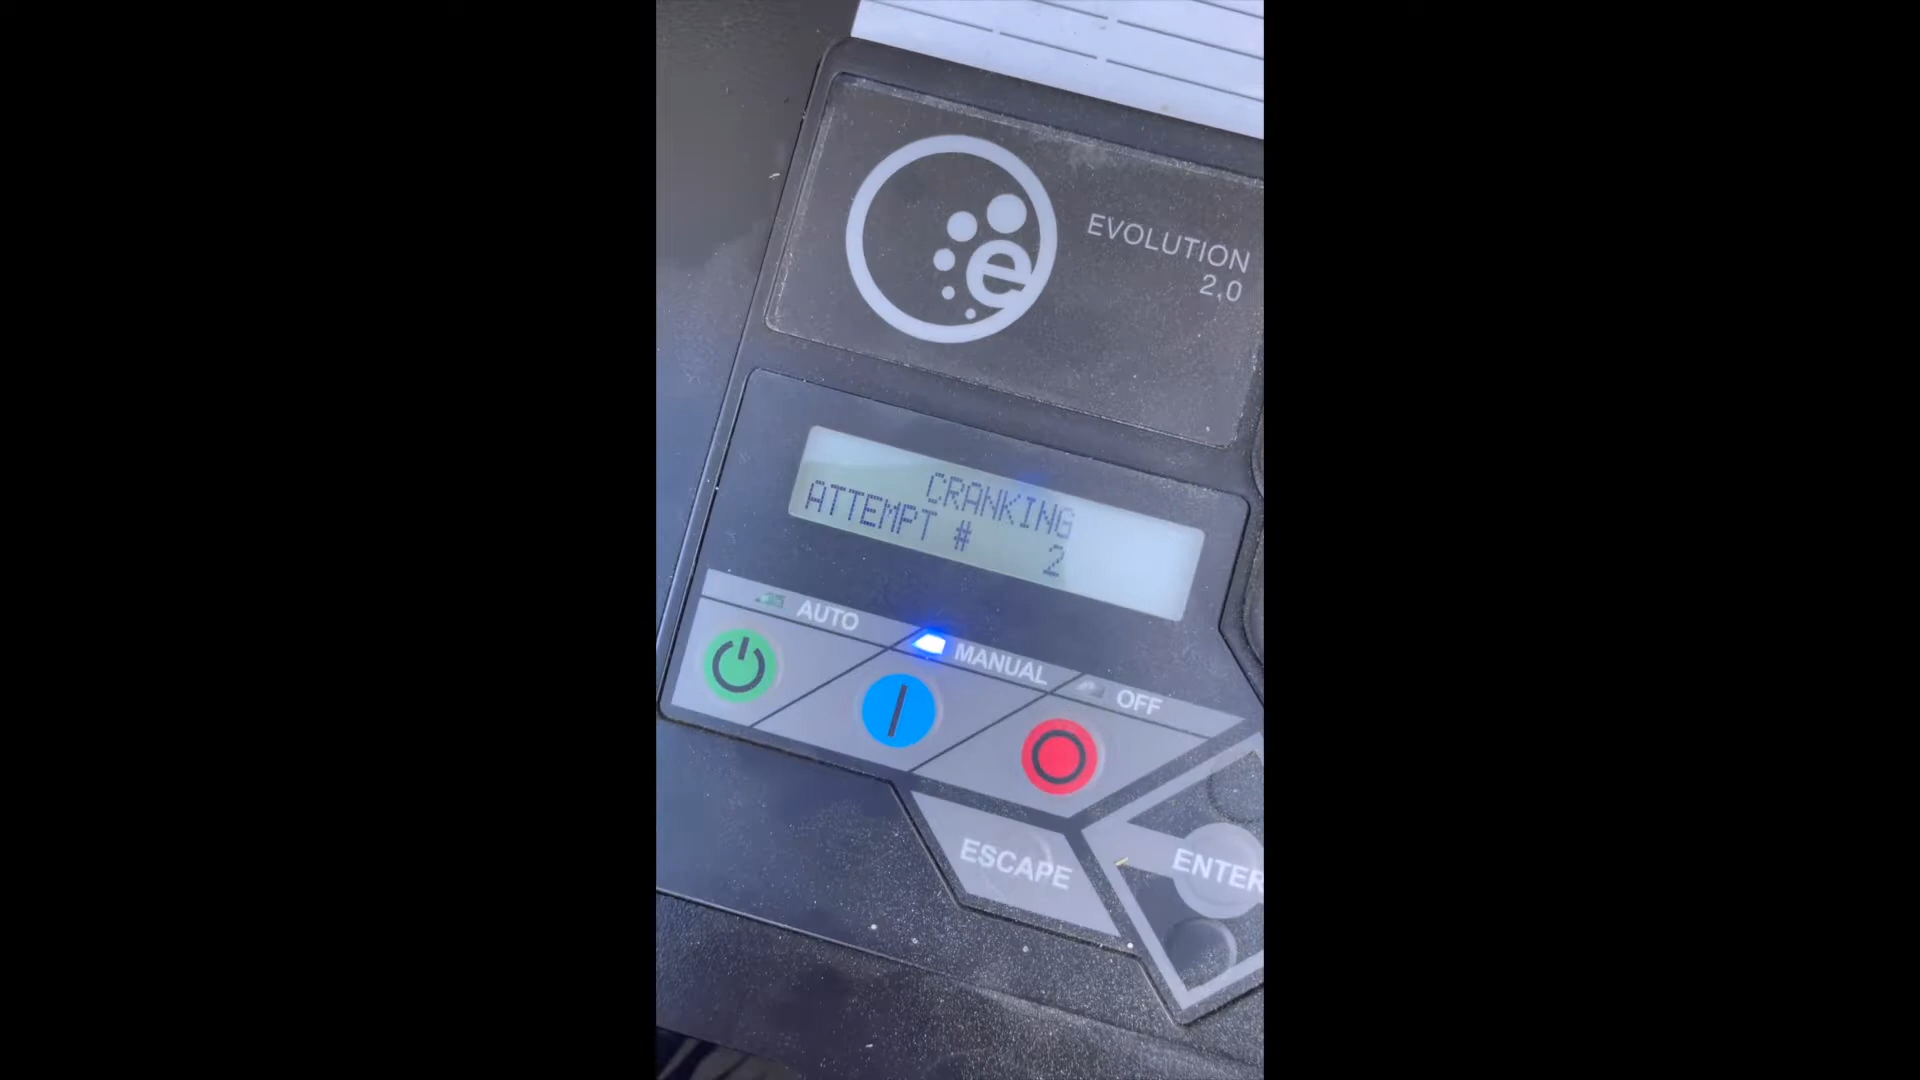 e
EVOLUTION
2.0
CRANKING
ATTEMPT # 2
AUTO
MANUAL
OFF
ESCAPE
ENTER